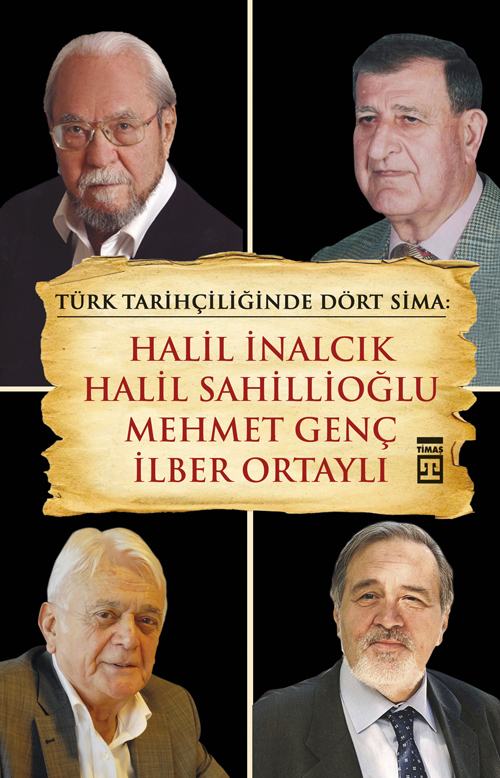 TÜRK TARİHÇİLİĞİNDE DÖRT SİMA:
HALİL İNALCIK
HALİL SAHİLLİOĞLU
MEHMET GENÇ
İLBER ORTAYLI
TİMAŞ